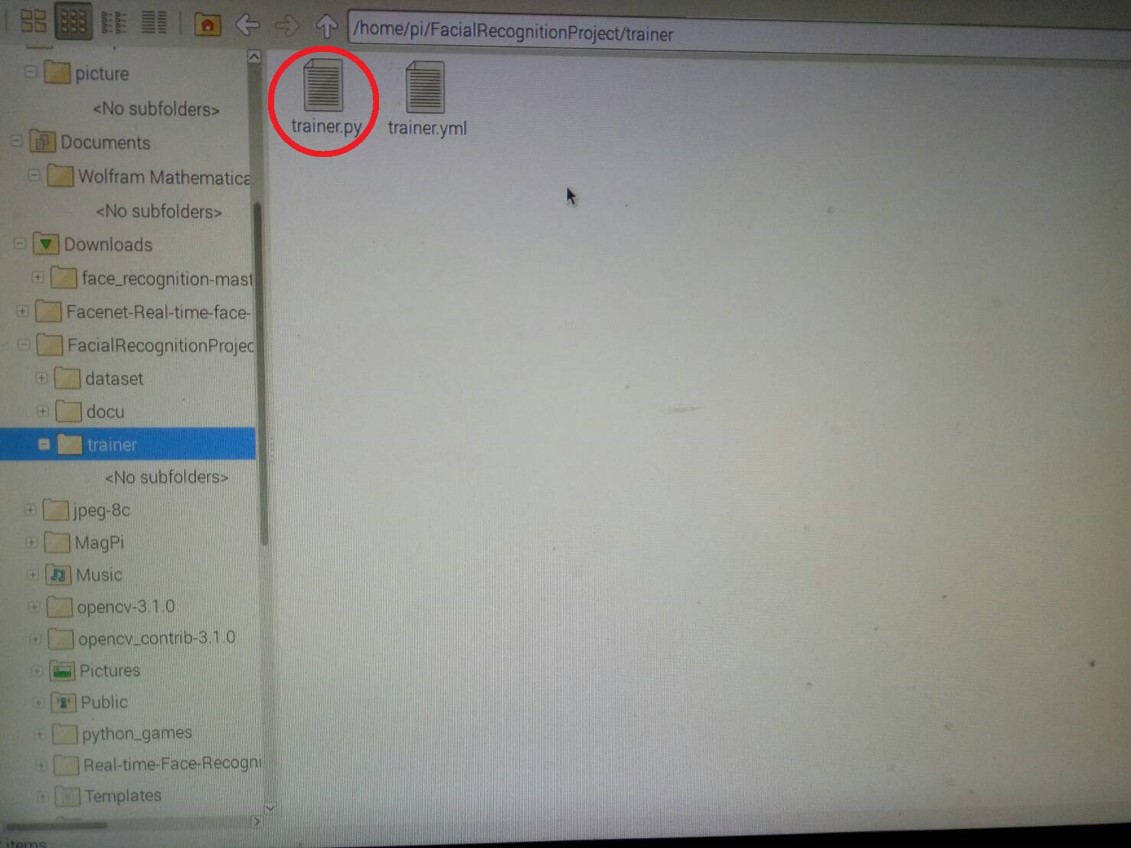 /home/pi/FacialRecognitionProject/trainer
picture
<No subfolders>
Documents
Wolfram Mathematica
<No subfolders>
Downloads
face_recognition-mast
Facenet-Real-time-face-
FacialRecognitionProjec
dataset
docu
trainer
<No subfolders>
jpeg-8c
MagPi
Music
opencv-3.1.0
opencv_contrib-3.1.0
Pictures
Public
python_games
Real-time-Face-Recogni
Templates
items
trainer.py
trainer.yml